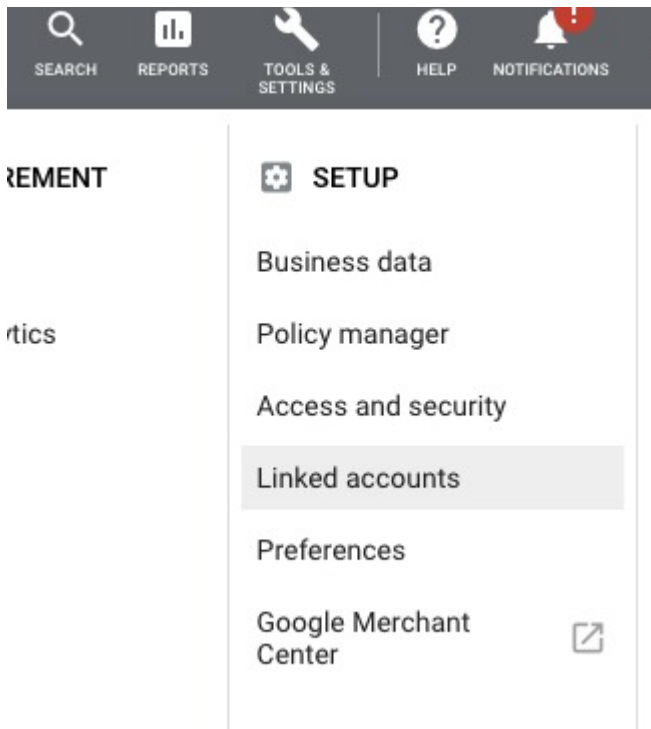 SEARCH
REPORTS
TOOLS &
SETTINGS
HELP
NOTIFICATIONS
!
REMENT
SETUP
Business data
Policy manager
ytics
Access and security
Linked accounts
Preferences
Google Merchant
Center